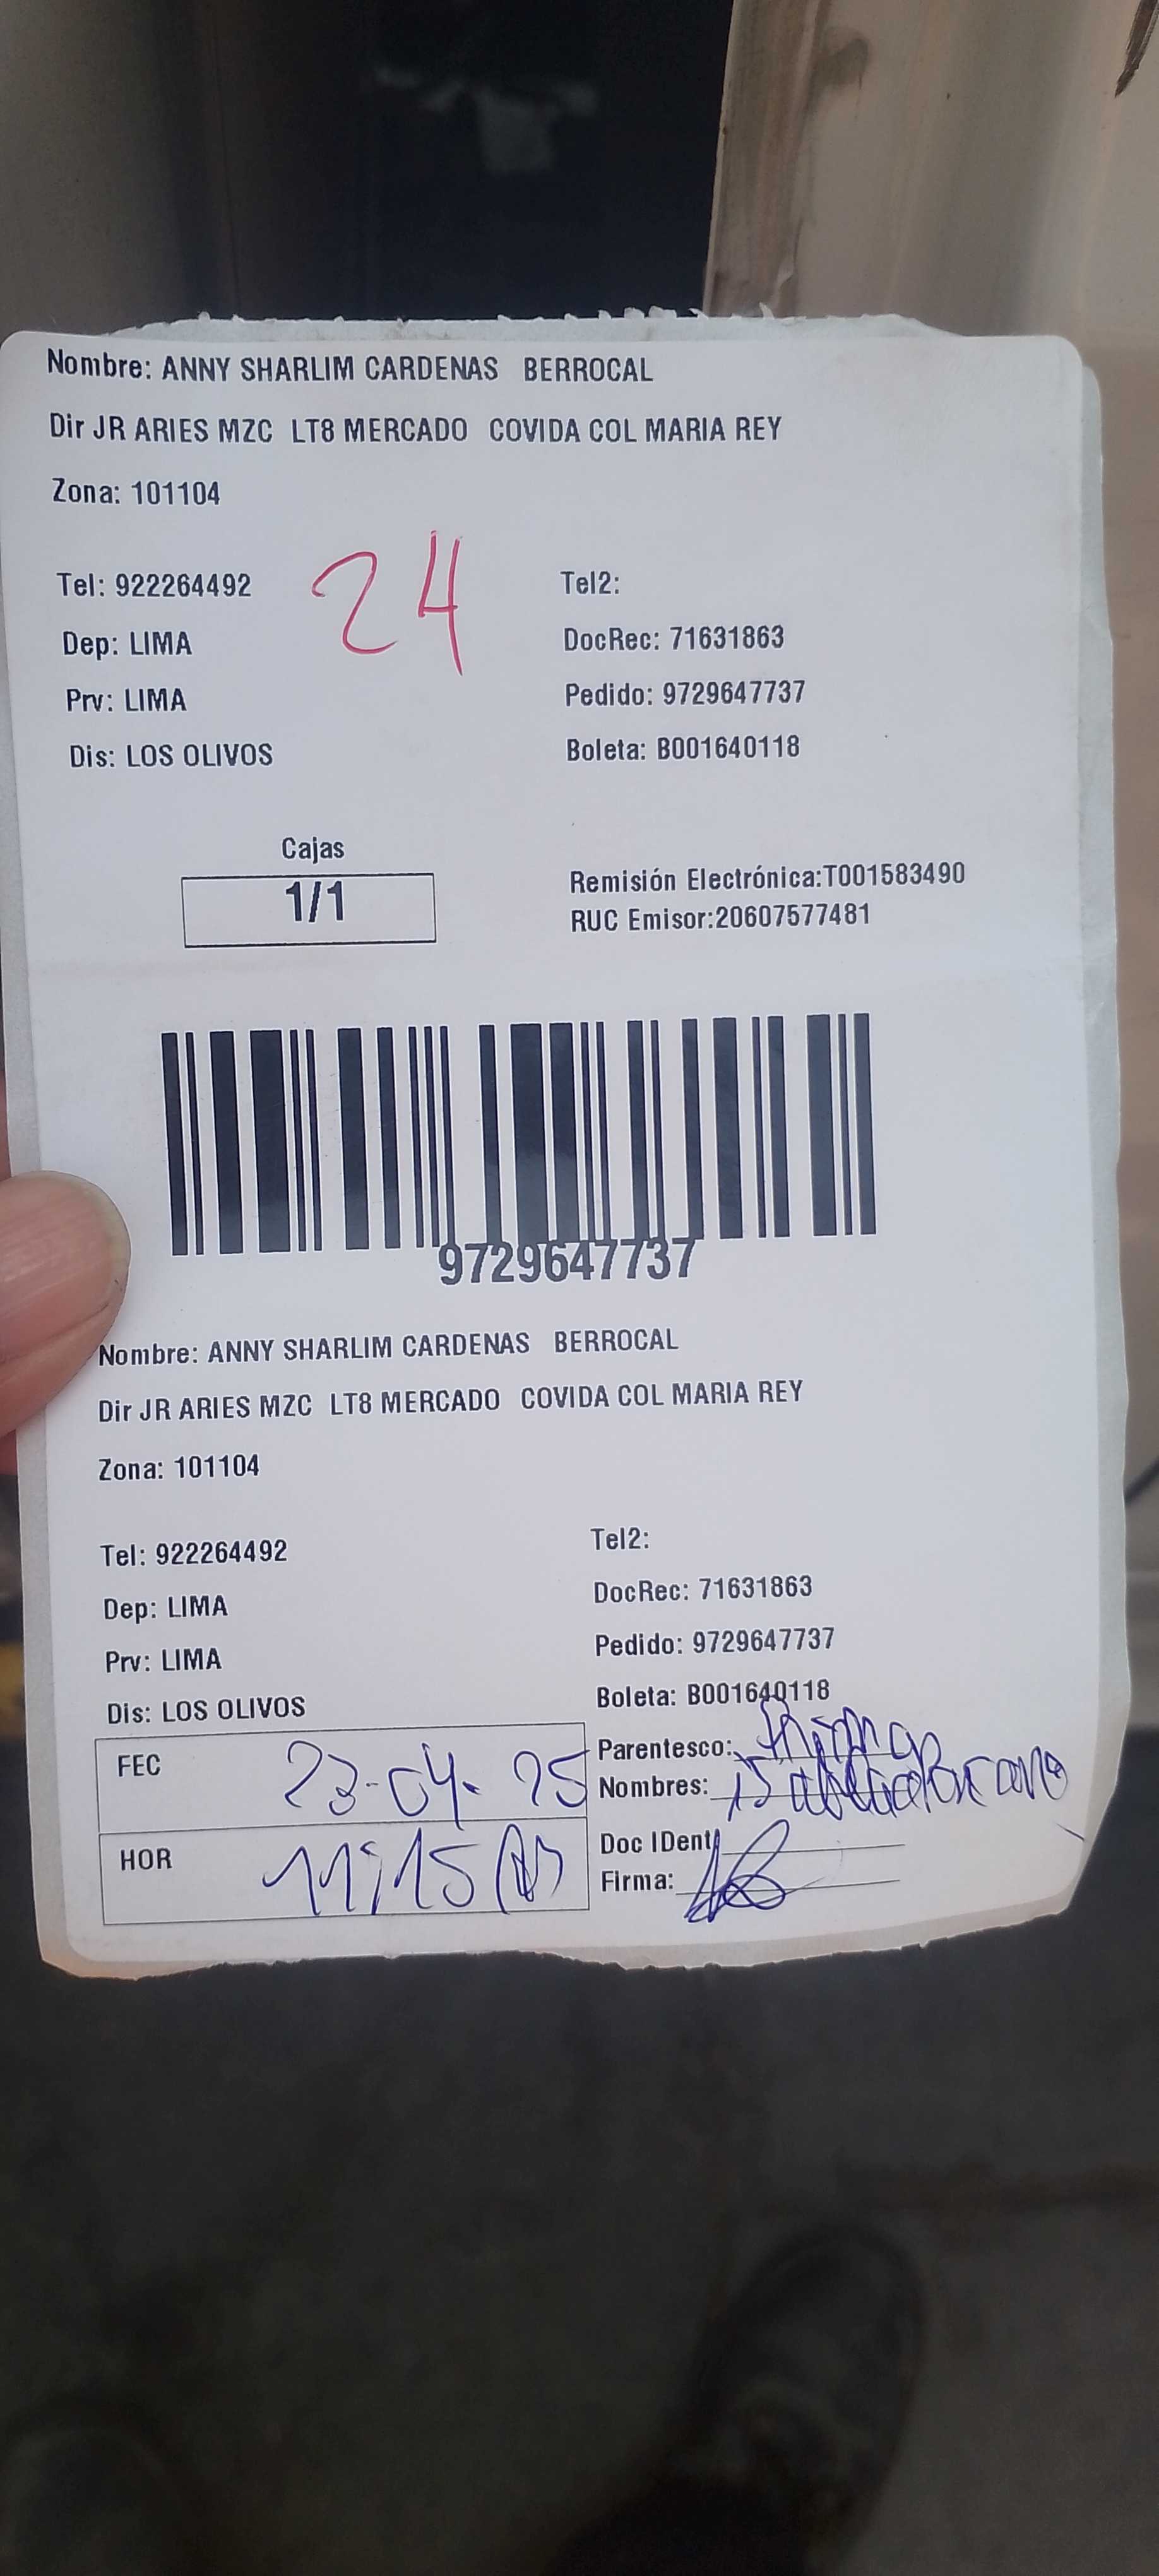 Nombre: ANNY SHARLIM CARDENAS BERROCAL
Dir JR ARIES MZC LT8 MERCADO COVIDA COL MARIA REY
Zona: 101104
24
Tel: 922264492
Tel2:
Dep: LIMA
DocRec: 71631863
Prv: LIMA
Pedido: 9729647737
Dis: LOS OLIVOS
Boleta: B001640118
Cajas
1/1
Remisión Electrónica:T001583490
RUC Emisor:20607577481
9729647737
Nombre: ANNY SHARLIM CARDENAS BERROCAL
Dir JR ARIES MZC LT8 MERCADO COVIDA COL MARIA REY
Zona: 101104
Tel: 922264492
Tel2:
Dep: LIMA
DocRec: 71631863
Prv: LIMA
Pedido: 9729647737
Dis: LOS OLIVOS
Boleta: B001640118
FEC 23-04-25
Parentesco:
Nombres:
HOR 11:15
Doc IDent
Firma: